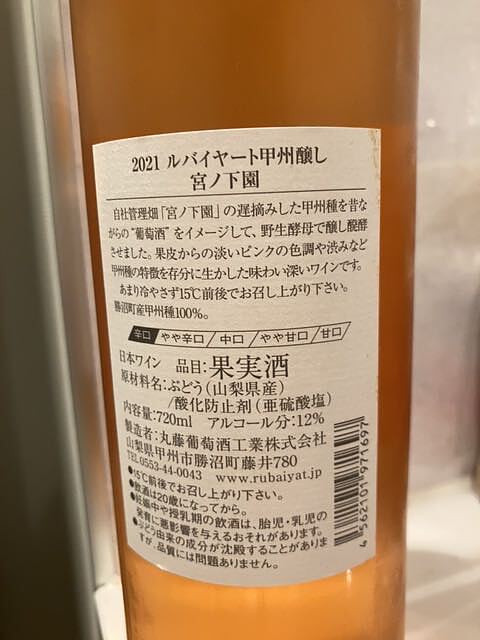 2021 ルバイヤート甲州醸し
宮ノ下園
自社管理畑「宮ノ下園」の遅摘みした甲州種を昔な
がらの“葡萄酒”をイメージして、野生酵母で醸し醗酵
させました。果皮からの淡いピンクの色調や渋みなど
甲州種の特徴を存分に生かした味わい深いワインです。
あまり冷やさず15℃前後でお召し上がり下さい。
勝沼町産甲州種100%。
辛口/やや辛口/中口/やや甘口/甘口
日本ワイン 品目:果実酒
原材料名:ぶどう(山梨県産)
/酸化防止剤(亜硫酸塩)
内容量:720ml アルコール分:12%
製造者:丸藤葡萄酒工業株式会社
山梨県甲州市勝沼町藤井780
TEL.0553-44-0043 www.rubaiyat.jp
●15℃前後でお召し上がり下さい。
●飲酒は20歳になってから。
●妊娠中や授乳期の飲酒は、胎児・乳児の
発育に悪影響を与えるおそれがあります。
●ぶどう由来の成分が沈殿することがありま
すが、品質には問題ありません。
4562101971697